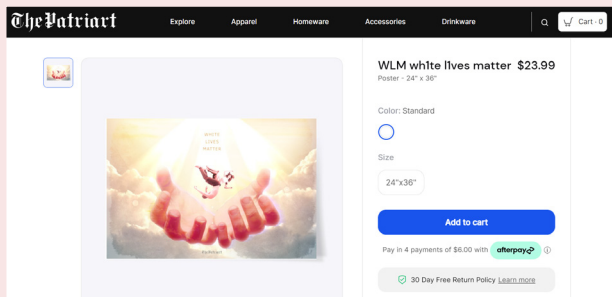 ThePatriart
Explore
Apparel
Homeware
Accessories
Drinkware
Cart · 0
WLM wh1te l1ves matter $23.99
Poster - 24" x 36"
Color: Standard
WHITE
LIVES
MATTER
Size
24"x36"
Add to cart
Pay in 4 payments of $6.00 with afterpay
30 Day Free Return Policy Learn more